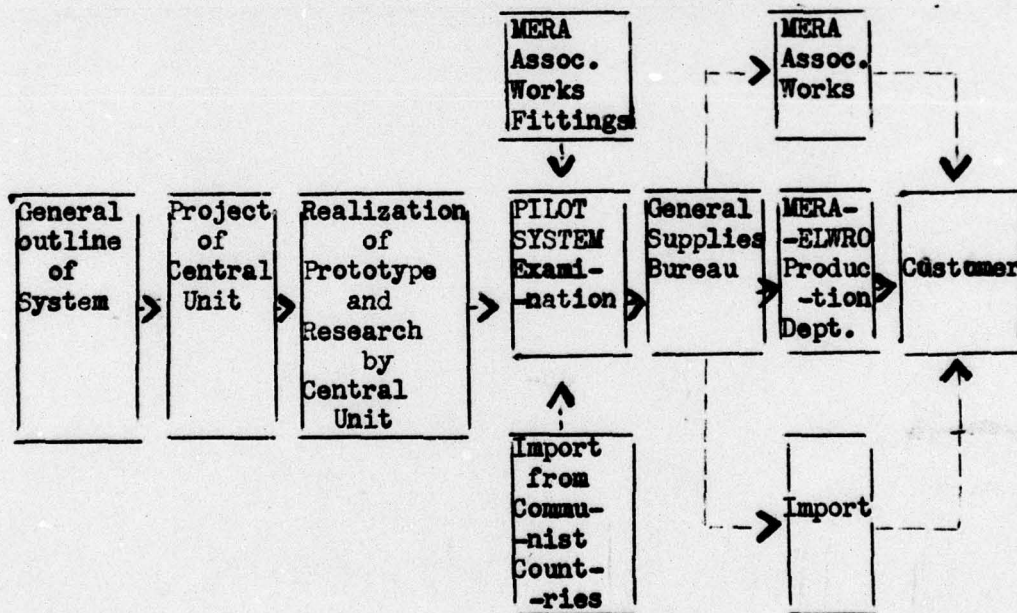 MERA
Assoc.
Works
Fittings
MERA
Assoc.
Works
General
outline
of
System
Project
of
Central
Unit
Realization
of
Prototype
and
Research
by
Central
Unit
PILOT
SYSTEM
Exami-
-nation
General
Supplies
Bureau
MERA-
-ELWRO
Produc
-tion
Dept.
Customer
Import
from
Commu-
-nist
Count-
-ries
Import